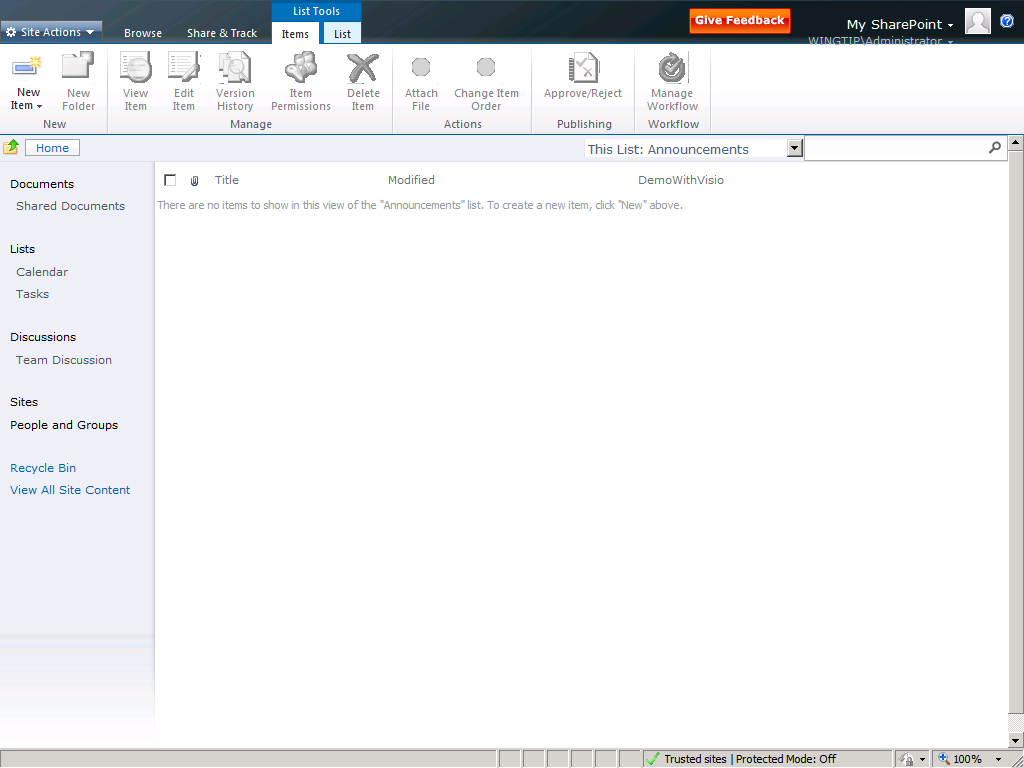 List Tools
Site Actions
Browse
Share & Track
Items
List
Give Feedback
My SharePoint
WINGTIP\Administrator
New Item
New Folder
View Item
Edit Item
Version History
Item Permissions
Delete Item
Attach File
Change Item Order
Approve/Reject
Manage Workflow
New
Manage
Actions
Publishing
Workflow
Home
This List: Announcements
Documents
Shared Documents
Lists
Calendar
Tasks
Discussions
Team Discussion
Sites
People and Groups
Recycle Bin
View All Site Content
Title
Modified
DemoWithVisio
There are no items to show in this view of the "Announcements" list. To create a new item, click "New" above.
Trusted sites | Protected Mode: Off
100%